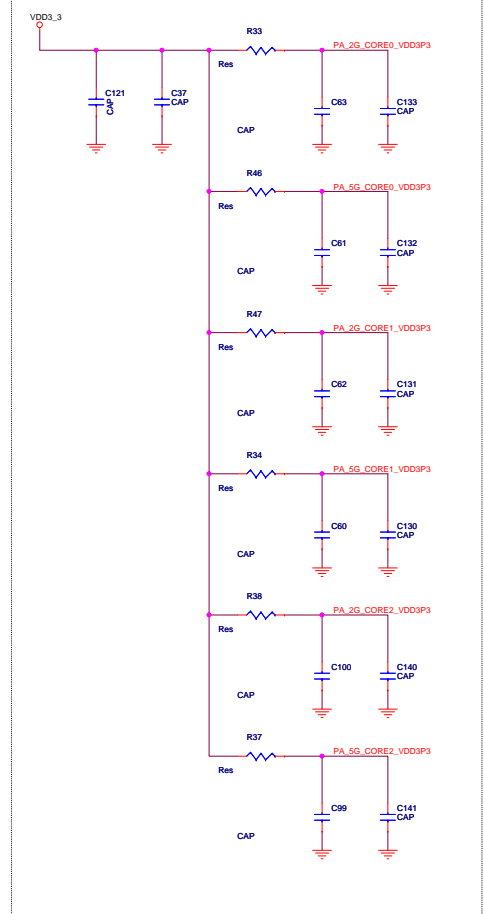 VDD3_3
R33
PA_2G_CORE0_VDD3P3
Res
C121
CAP
C37
CAP
C63
C133
CAP
CAP
R46
PA_5G_CORE0_VDD3P3
Res
C61
C132
CAP
CAP
R47
PA_2G_CORE1_VDD3P3
Res
C62
C131
CAP
CAP
R34
PA_5G_CORE1_VDD3P3
Res
C60
C130
CAP
CAP
R38
PA_2G_CORE2_VDD3P3
Res
C100
C140
CAP
CAP
R37
PA_5G_CORE2_VDD3P3
Res
C99
C141
CAP
CAP